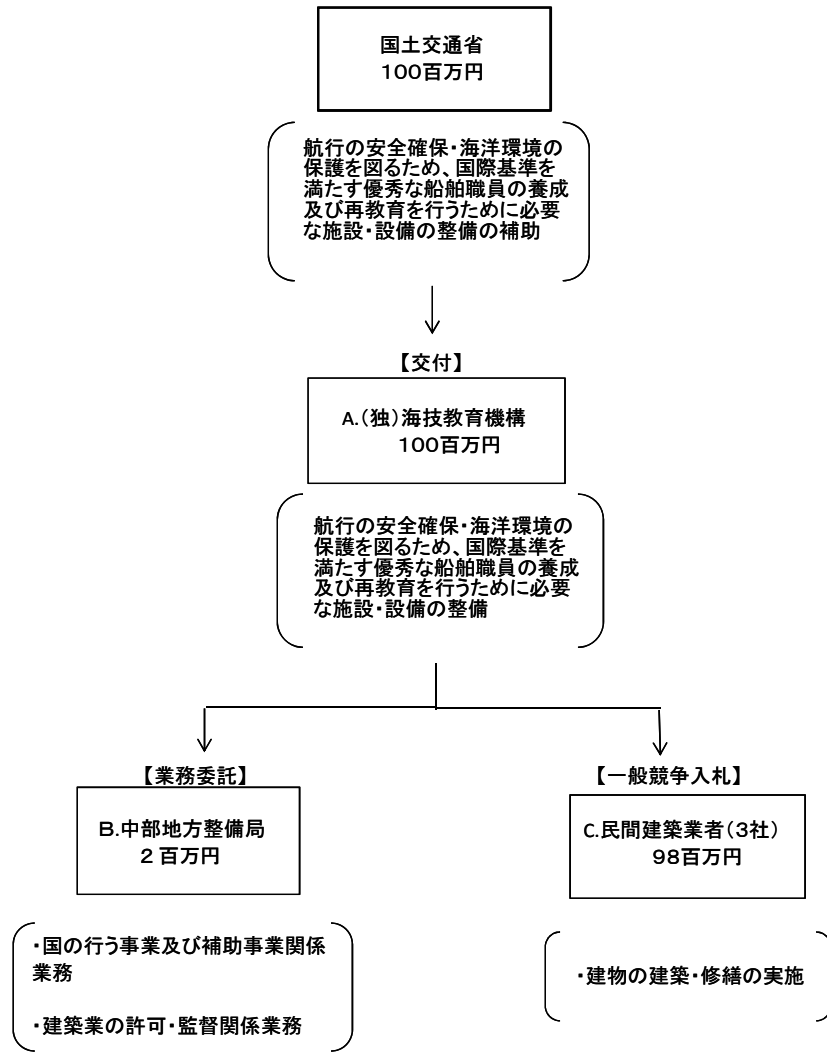 国土交通省
100百万円
航行の安全確保・海洋環境の
保護を図るため、国際基準を
満たす優秀な船舶職員の養成
及び再教育を行うために必要
な施設・設備の整備の補助
【交付】
A.(独)海技教育機構
100百万円
航行の安全確保・海洋環境の
保護を図るため、国際基準を
満たす優秀な船舶職員の養成
及び再教育を行うために必要
な施設・設備の整備
【業務委託】
B.中部地方整備局
2百万円
・国の行う事業及び補助事業関係
業務
・建築業の許可・監督関係業務
【一般競争入札】
C.民間建築業者(3社)
98百万円
・建物の建築・修繕の実施